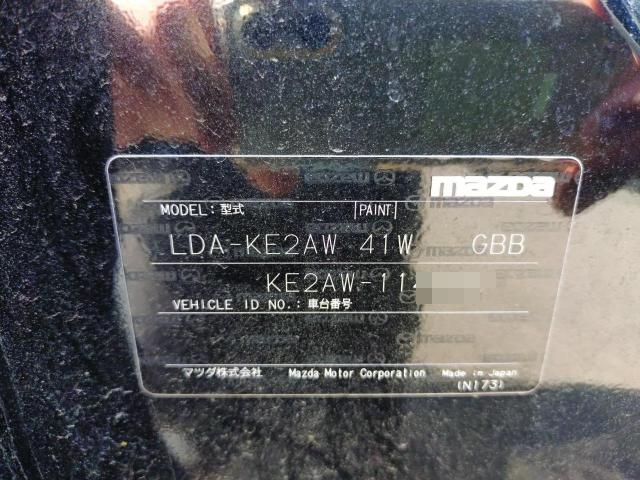 mazda
MODEL: 型式 PAINT
LDA-KE2AW 41W GBB
KE2AW-114
VEHICLE ID NO.: 車台番号
マツダ株式会社 Mazda Motor Corporation Made in Japan
(N173)